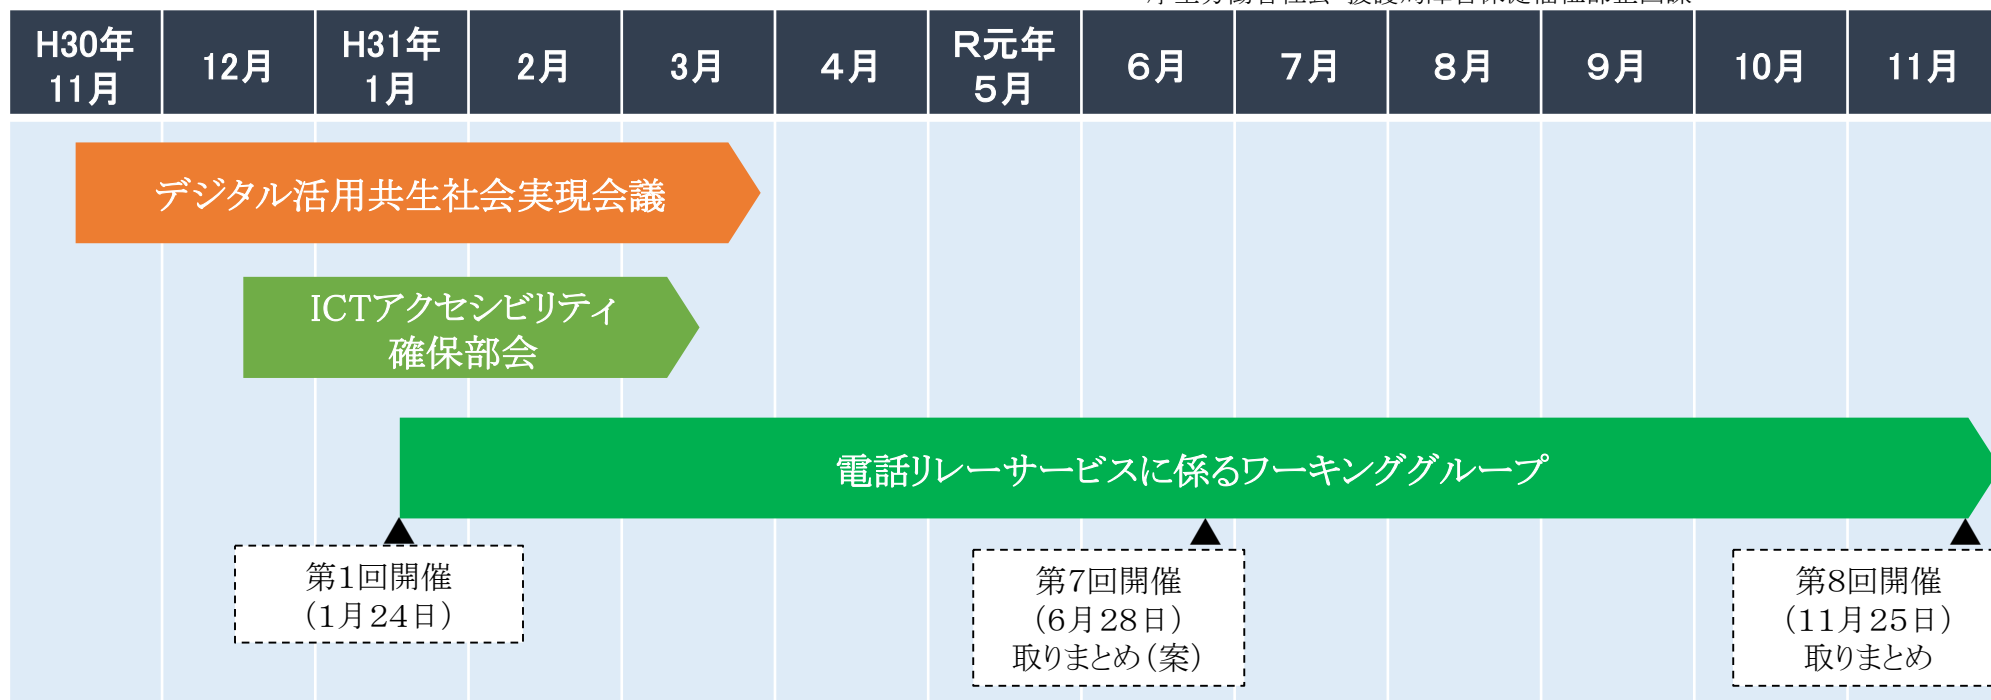 H30年
11月
12月
H31年
1月
2月
3月
4月
R元年
5月
6月
7月
8月
9月
10月
11月
デジタル活用共生社会実現会議
ICTアクセシビリティ
確保部会
電話リレーサービスに係るワーキンググループ
第1回開催
（1月24日）
第7回開催
（6月28日）
取りまとめ（案）
第8回開催
（11月25日）
取りまとめ